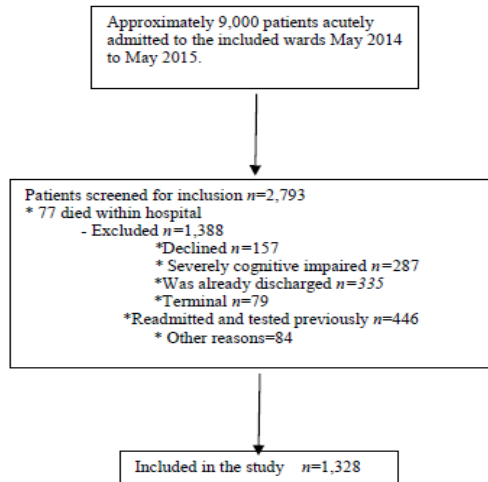 Approximately 9,000 patients acutely
admitted to the included wards May 2014
to May 2015.
Patients screened for inclusion n=2,793
* 77 died within hospital
- Excluded n=1,388
*Declined n=157
* Severely cognitive impaired n=287
*Was already discharged n=335
*Terminal n=79
*Readmitted and tested previously n=446
* Other reasons=84
Included in the study n=1,328